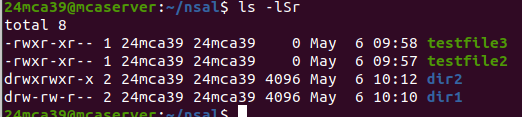 24mca39@mcaserver:~/nsal$ ls -lSr
total 8
-rwxr-xr-- 1 24mca39 24mca39    0 May  6 09:58 testfile3
-rwxr-xr-- 1 24mca39 24mca39    0 May  6 09:57 testfile2
drwxrwxr-x 2 24mca39 24mca39 4096 May  6 10:12 dir2
drw-rw-r-- 2 24mca39 24mca39 4096 May  6 10:10 dir1
24mca39@mcaserver:~/nsal$